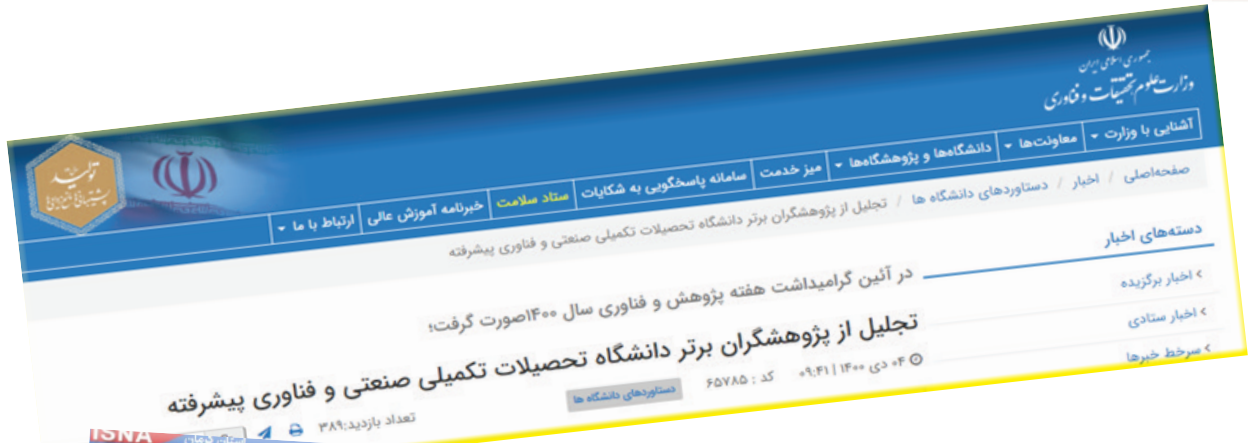 جمهوری اسلامی ایران
وزارت علوم تحقیقات و فناوری
آشنایی با وزارت معاونت‌ها دانشگاه‌ها و پژوهشگاه‌ها میز خدمت سامانه پاسخگویی به شکایات ستاد سلامت خبرنامه آموزش عالی ارتباط با ما
تولید
صفحه‌اصلی / اخبار / دستاوردهای دانشگاه ها / تجلیل از پژوهشگران برتر دانشگاه تحصیلات تکمیلی صنعتی و فناوری پیشرفته
دسته‌های اخبار
اخبار برگزیده
اخبار ستادی
سرخط خبرها
در آئین گرامیداشت هفته پژوهش و فناوری سال ۱۴۰۰صورت گرفت؛
تجلیل از پژوهشگران برتر دانشگاه تحصیلات تکمیلی صنعتی و فناوری پیشرفته
۰۴ دی ۱۴۰۰ | ۰۹:۴۱ کد : ۶۵۷۸۵ دستاوردهای دانشگاه ها
تعداد بازدید:۳۸۹
ISNA